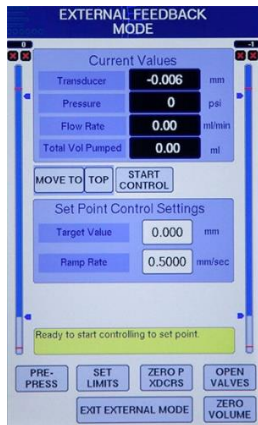 EXTERNAL FEEDBACK
MODE
0
-1
Current Values
Transducer -0.006 mm
Pressure 0 psi
Flow Rate 0.00 ml/min
Total Vol Pumped 0.00 ml
MOVE TO TOP START
CONTROL
Set Point Control Settings
Target Value 0.000 mm
Ramp Rate 0.5000 mm/sec
Ready to start controlling to set point.
PRE-
PRESS
SET
LIMITS
ZERO P
XDCRS
OPEN
VALVES
EXIT EXTERNAL MODE
ZERO
VOLUME